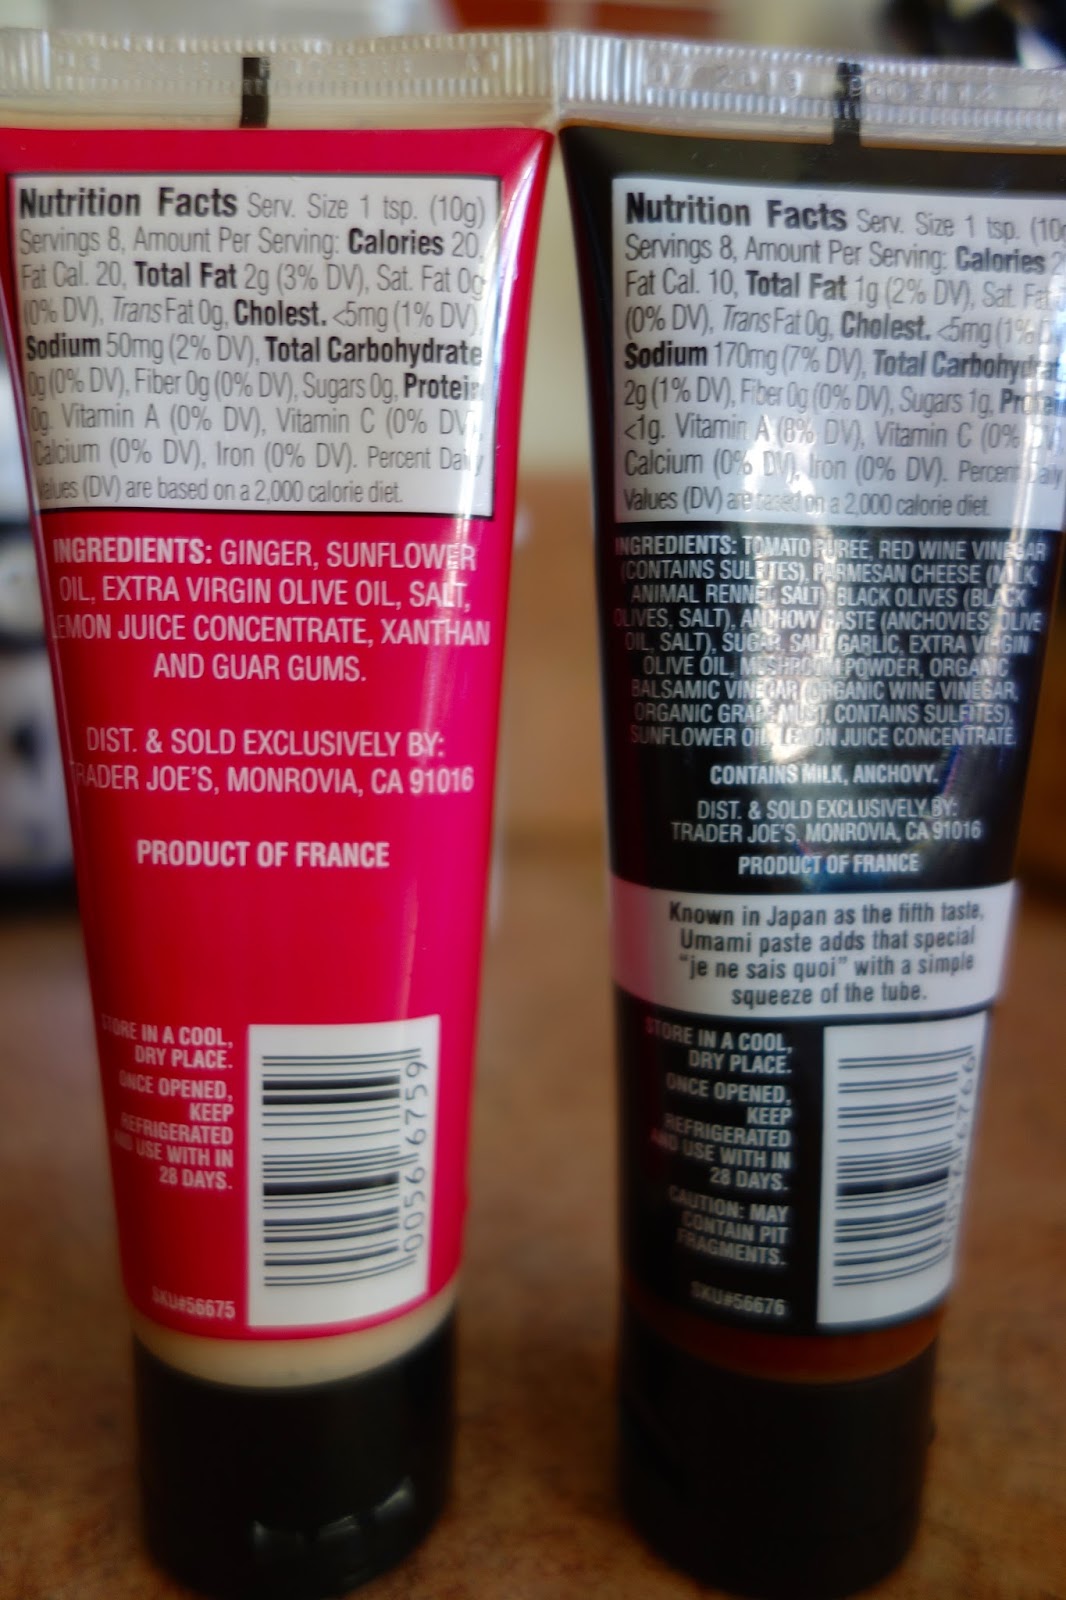 07 2019
Nutrition Facts Serv. Size 1 tsp. (10g)
Servings 8, Amount Per Serving: Calories 20,
Fat Cal. 20, Total Fat 2g (3% DV), Sat. Fat 0g
(0% DV), Trans Fat 0g, Cholest. <5mg (1% DV),
Sodium 50mg (2% DV), Total Carbohydrate
0g (0% DV), Fiber 0g (0% DV), Sugars 0g, Protein
0g. Vitamin A (0% DV), Vitamin C (0% DV),
Calcium (0% DV), Iron (0% DV). Percent Daily
Values (DV) are based on a 2,000 calorie diet.
INGREDIENTS: GINGER, SUNFLOWER
OIL, EXTRA VIRGIN OLIVE OIL, SALT,
LEMON JUICE CONCENTRATE, XANTHAN
AND GUAR GUMS.
DIST. & SOLD EXCLUSIVELY BY:
TRADER JOE'S, MONROVIA, CA 91016
PRODUCT OF FRANCE
STORE IN A COOL,
DRY PLACE.
ONCE OPENED,
KEEP
REFRIGERATED
AND USE WITH IN
28 DAYS.
SKU#56675
0056 6759
Nutrition Facts Serv. Size 1 tsp. (10g
Servings 8, Amount Per Serving: Calories
Fat Cal. 10, Total Fat 1g (2% DV), Sat. Fat
(0% DV), Trans Fat 0g, Cholest. <5mg (1% D
Sodium 170mg (7% DV), Total Carbohydrat
2g (1% DV), Fiber 0g (0% DV), Sugars 1g, Protein
<1g. Vitamin A (8% DV), Vitamin C (0% DV),
Calcium (0% DV), Iron (0% DV). Percent Daily
Values (DV) are based on a 2,000 calorie diet.
INGREDIENTS: TOMATO PUREE, RED WINE VINEGAR
(CONTAINS SULFITES), PARMESAN CHEESE (MILK,
ANIMAL RENNET, SALT), BLACK OLIVES (BLACK
OLIVES, SALT), ANCHOVY PASTE (ANCHOVIES, OLIVE
OIL, SALT), SUGAR, SALT, GARLIC, EXTRA VIRGIN
OLIVE OIL, MUSHROOM POWDER, ORGANIC
BALSAMIC VINEGAR (ORGANIC WINE VINEGAR,
ORGANIC GRAPE MUST, CONTAINS SULFITES),
SUNFLOWER OIL, LEMON JUICE CONCENTRATE.
CONTAINS MILK, ANCHOVY.
DIST. & SOLD EXCLUSIVELY BY:
TRADER JOE'S, MONROVIA, CA 91016
PRODUCT OF FRANCE
Known in Japan as the fifth taste,
Umami paste adds that special
"je ne sais quoi" with a simple
squeeze of the tube.
STORE IN A COOL,
DRY PLACE.
ONCE OPENED,
KEEP
REFRIGERATED
AND USE WITH IN
28 DAYS.
CAUTION: MAY
CONTAIN PIT
FRAGMENTS.
SKU#56676
0056 6766